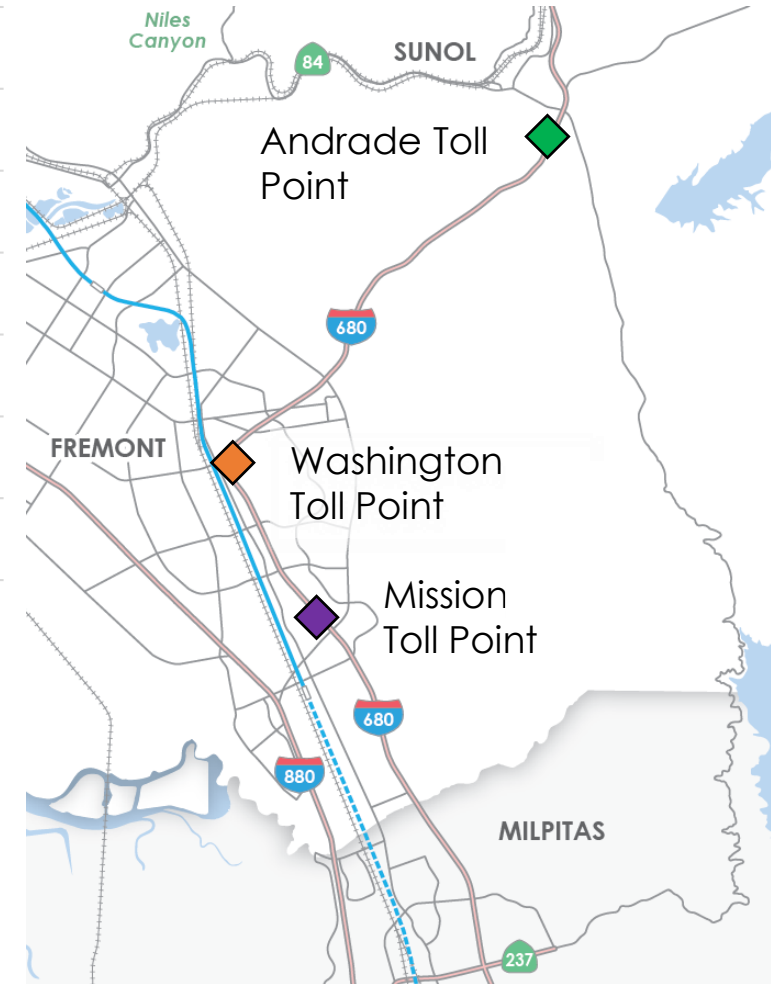 Niles
Canyon
84
SUNOL
Andrade Toll
Point
680
FREMONT
Washington
Toll Point
Mission
Toll Point
680
880
MILPITAS
237